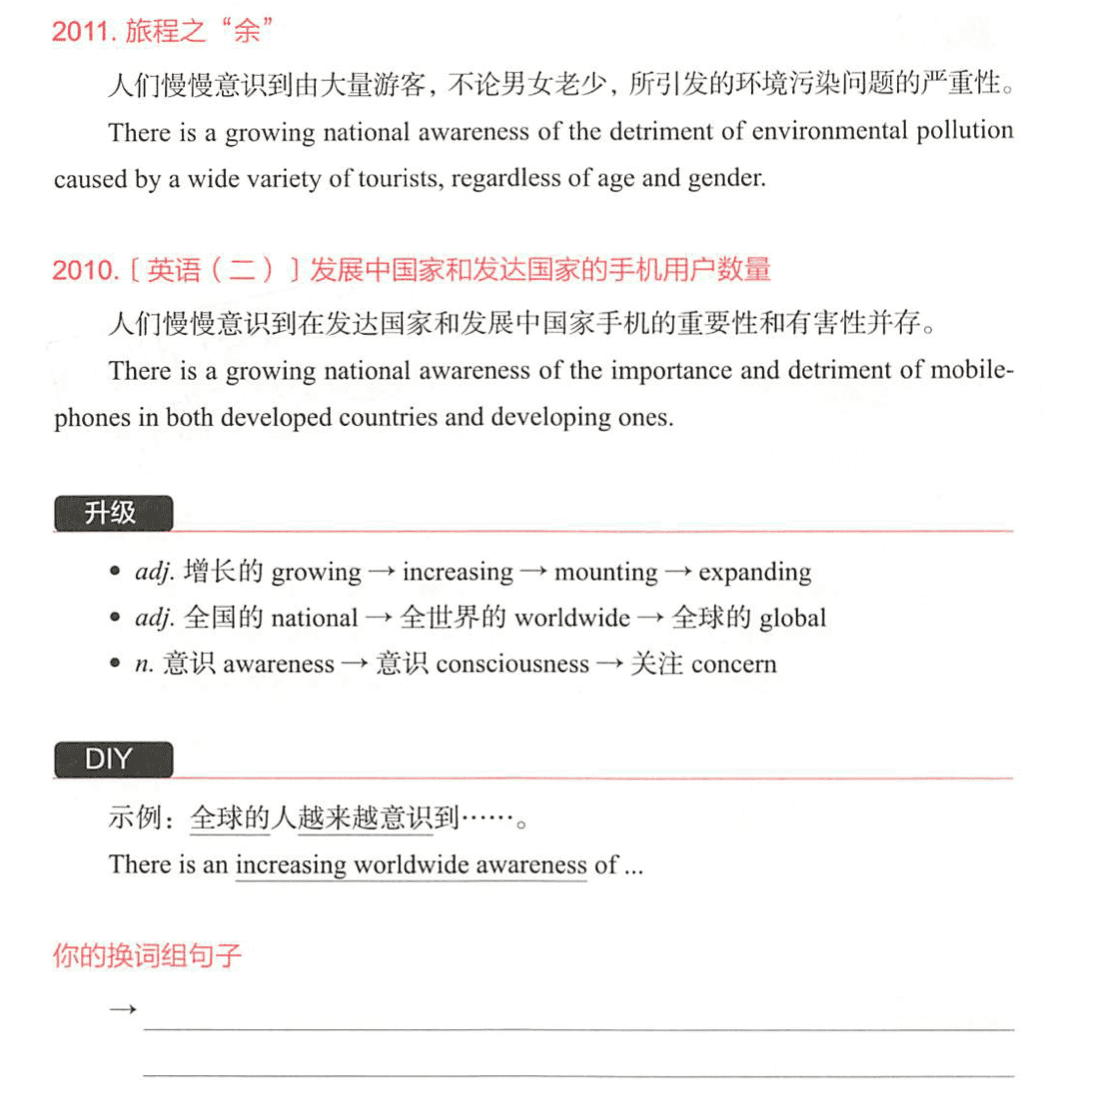 2011. 旅程之“余”
人们慢慢意识到由大量游客，不论男女老少，所引发的环境污染问题的严重性。
There is a growing national awareness of the detriment of environmental pollution
caused by a wide variety of tourists, regardless of age and gender.
2010.［英语（二）］发展中国家和发达国家的手机用户数量
人们慢慢意识到在发达国家和发展中国家手机的重要性和有害性并存。
There is a growing national awareness of the importance and detriment of mobile-
phones in both developed countries and developing ones.
升级
• adj. 增长的 growing → increasing → mounting → expanding
• adj. 全国的 national → 全世界的 worldwide → 全球的 global
• n. 意识 awareness → 意识 consciousness → 关注 concern
DIY
示例：全球的人越来越意识到……。
There is an increasing worldwide awareness of ...
你的换词组句子
→